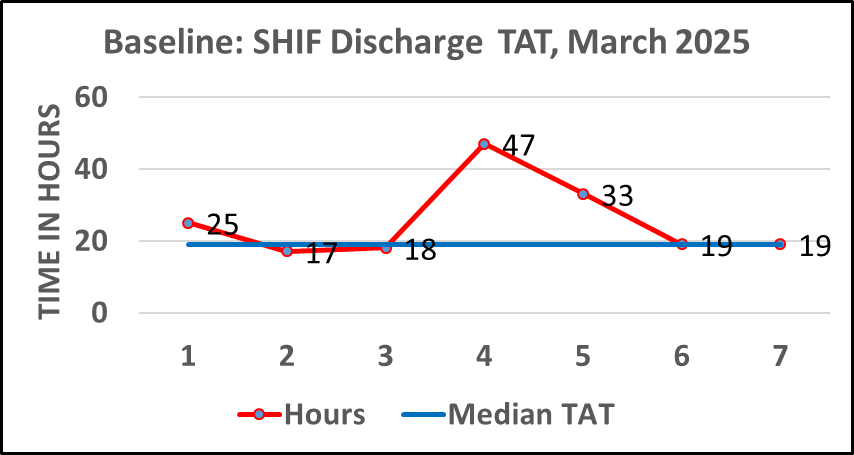 Baseline: SHIF Discharge  TAT, March 2025
TIME IN HOURS
60
40
20
0
25
17
18
47
33
19
19
1 2 3 4 5 6 7
Hours Median TAT